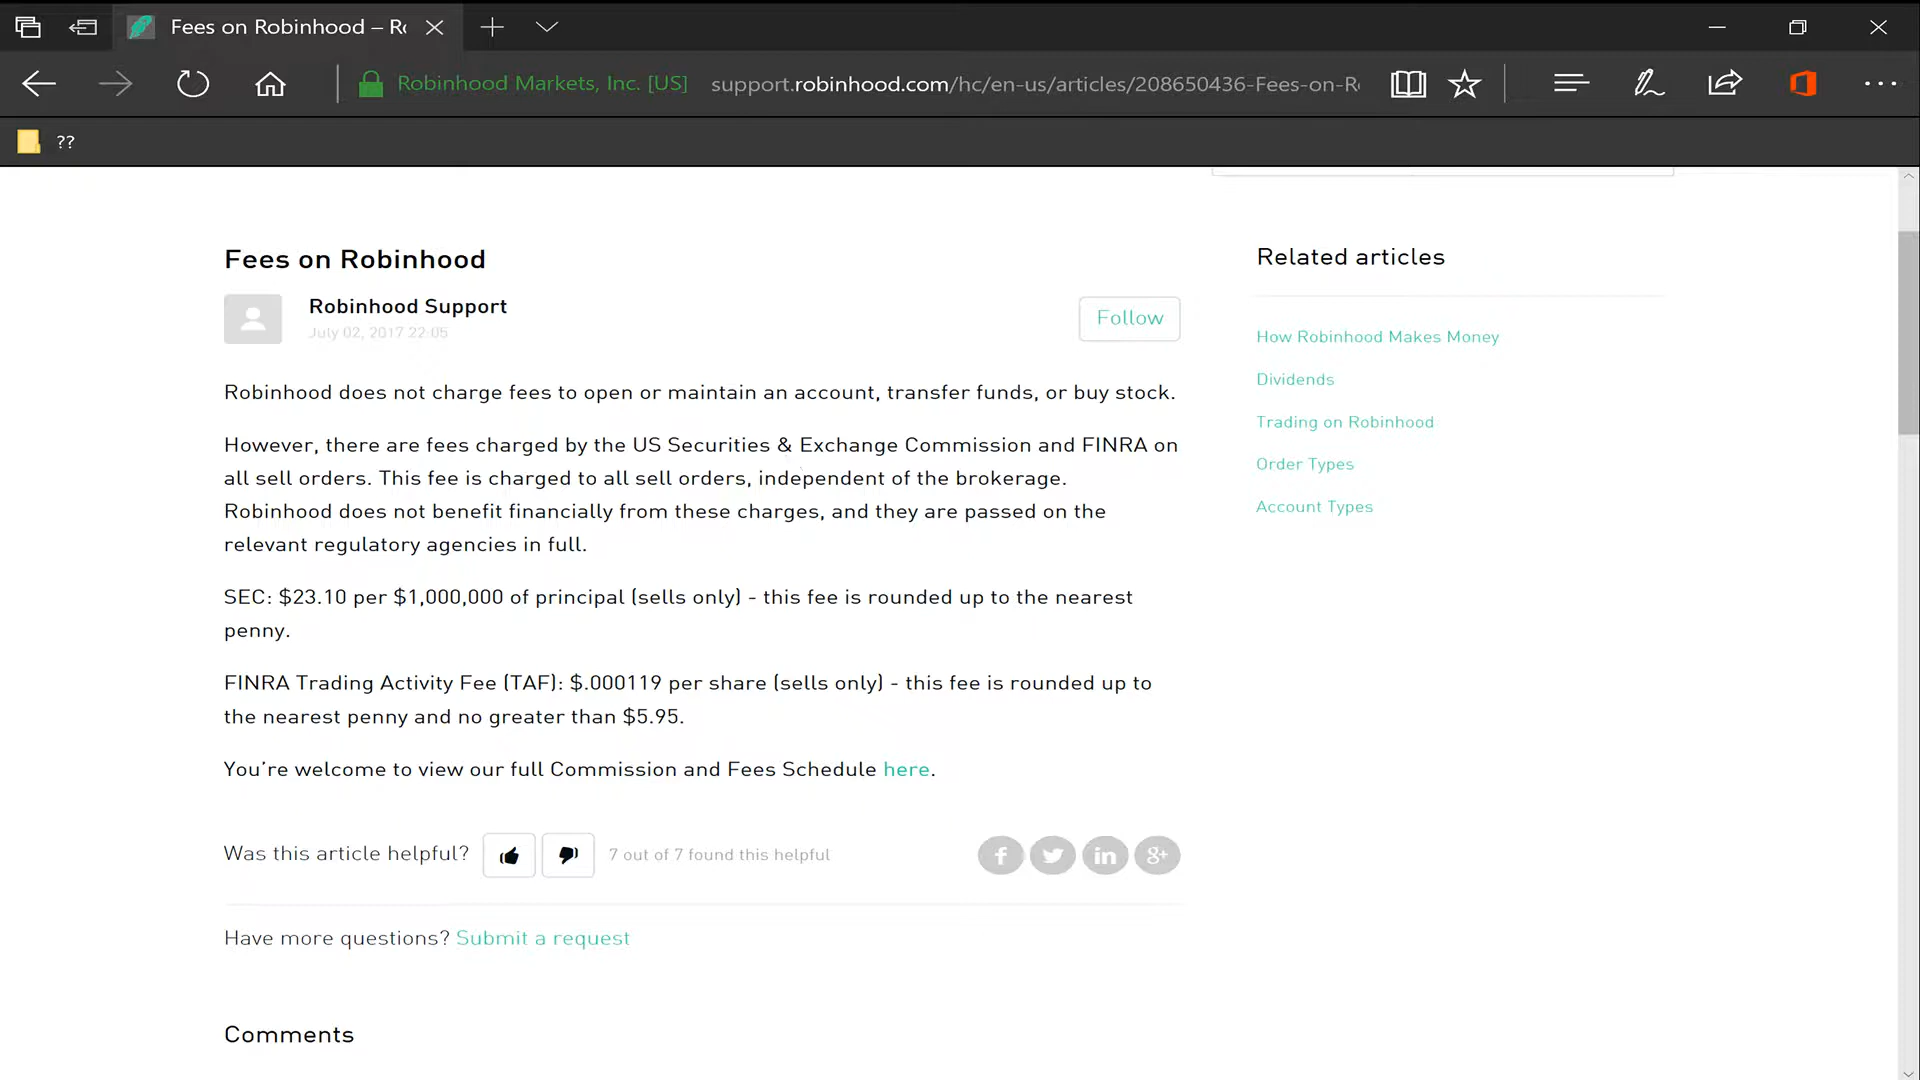 Fees on Robinhood – Ro
Robinhood Markets, Inc. [US] support.robinhood.com/hc/en-us/articles/208650436-Fees-on-R
??
Fees on Robinhood
Robinhood Support
July 02, 2017 22:05
Follow
Robinhood does not charge fees to open or maintain an account, transfer funds, or buy stock.
However, there are fees charged by the US Securities & Exchange Commission and FINRA on
all sell orders. This fee is charged to all sell orders, independent of the brokerage.
Robinhood does not benefit financially from these charges, and they are passed on the
relevant regulatory agencies in full.
SEC: $23.10 per $1,000,000 of principal (sells only) - this fee is rounded up to the nearest
penny.
FINRA Trading Activity Fee (TAF): $.000119 per share (sells only) - this fee is rounded up to
the nearest penny and no greater than $5.95.
You’re welcome to view our full Commission and Fees Schedule here.
Was this article helpful? 7 out of 7 found this helpful
Have more questions? Submit a request
Comments
Related articles
How Robinhood Makes Money
Dividends
Trading on Robinhood
Order Types
Account Types